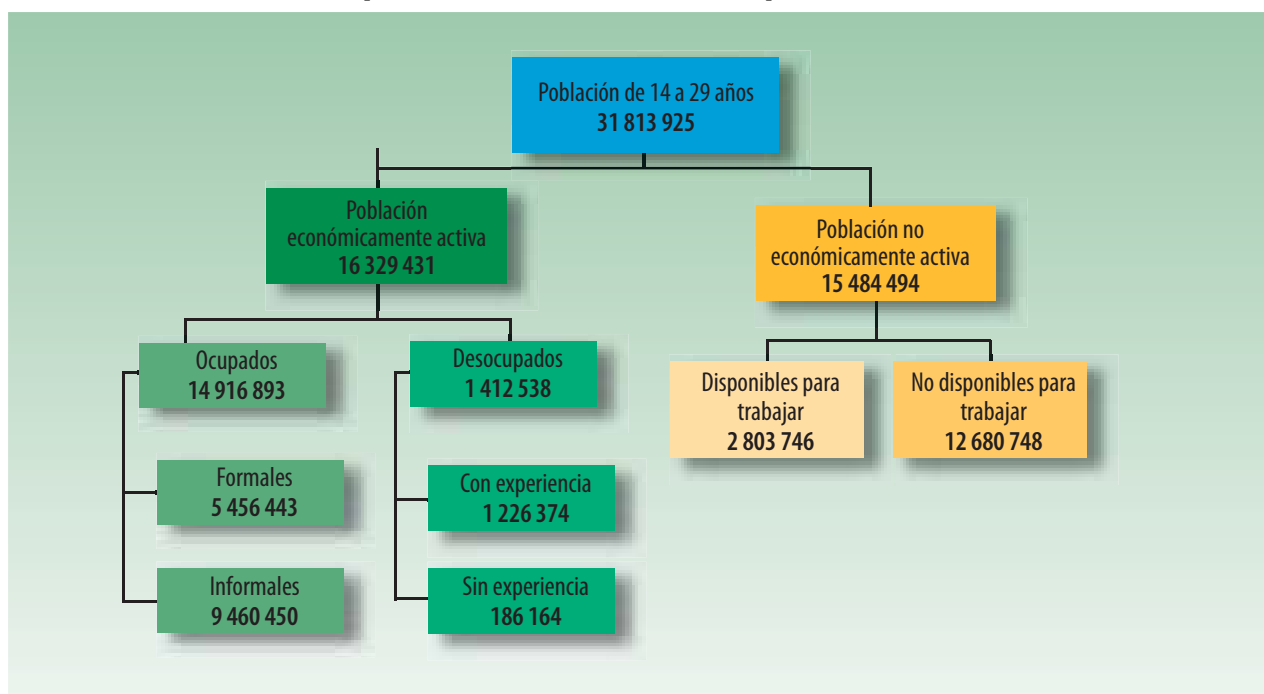 Población de 14 a 29 años
31 813 925
Población
económicamente activa
16 329 431
Población no
económicamente activa
15 484 494
Ocupados
14 916 893
Desocupados
1 412 538
Disponibles para
trabajar
2 803 746
No disponibles para
trabajar
12 680 748
Formales
5 456 443
Con experiencia
1 226 374
Informales
9 460 450
Sin experiencia
186 164